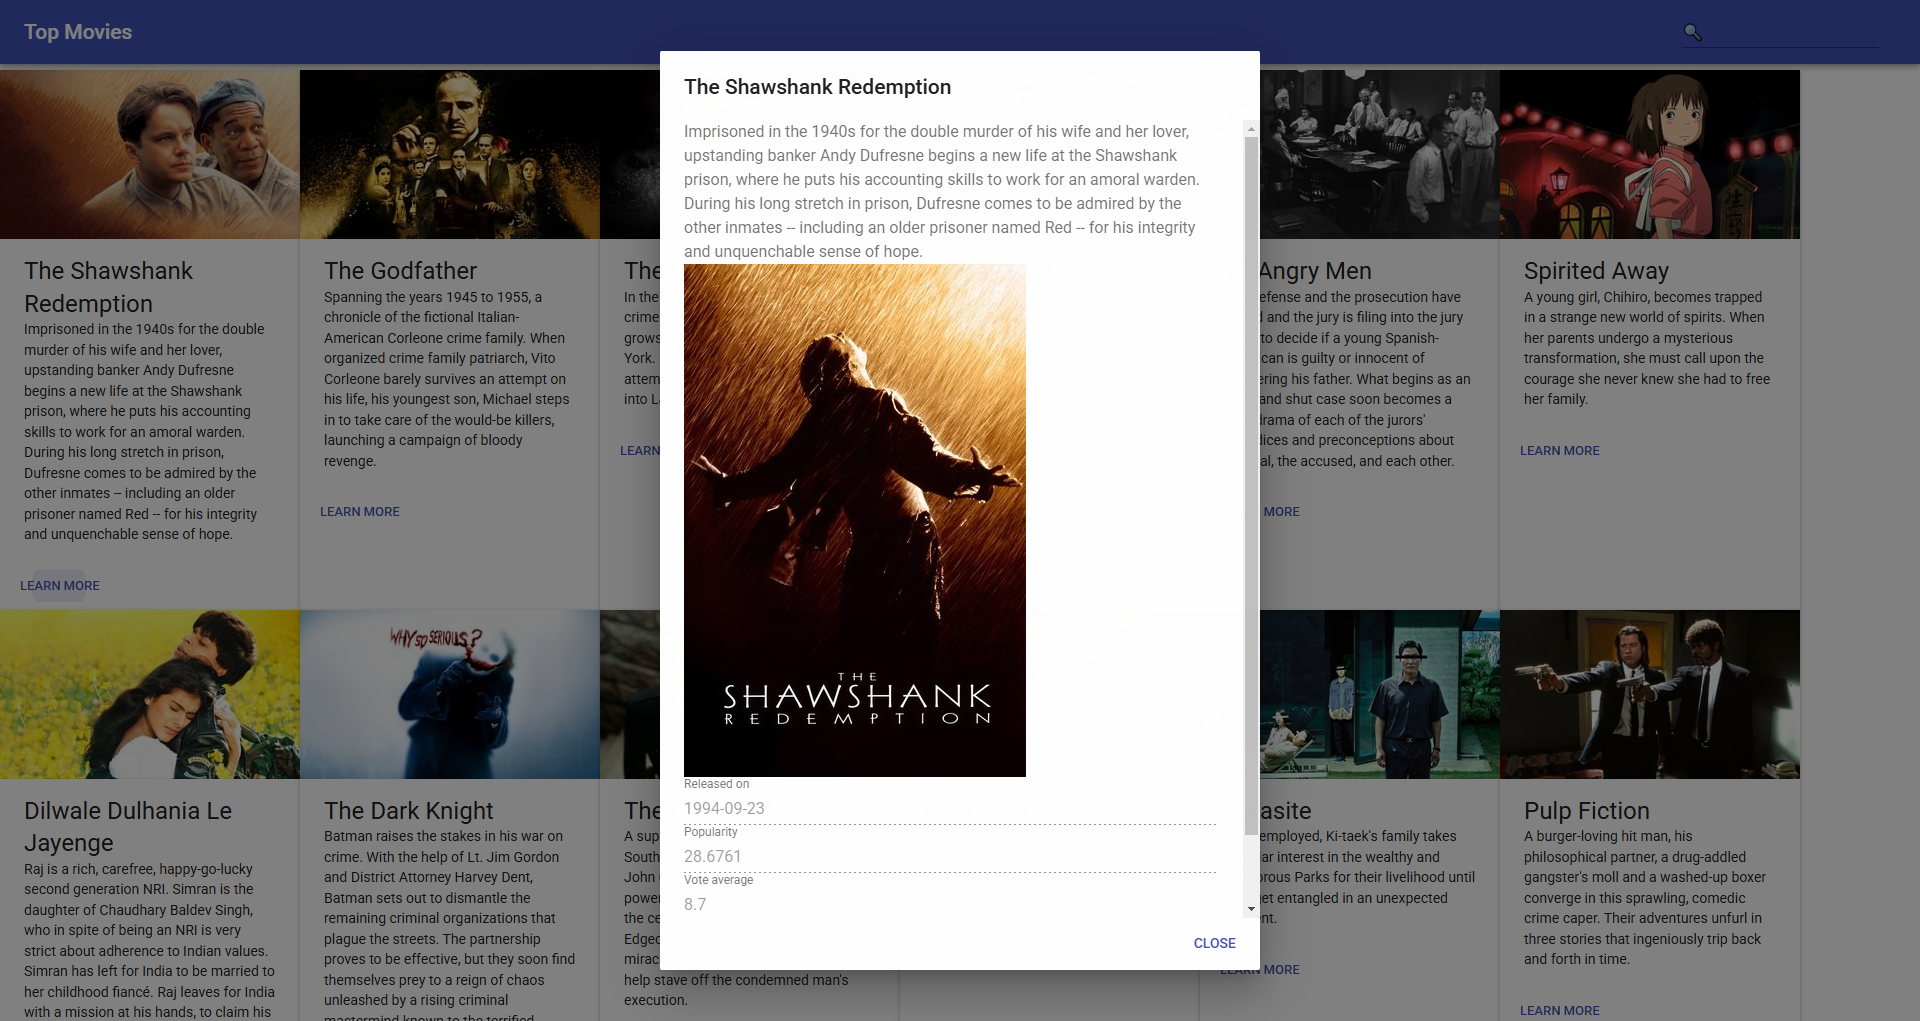 Top Movies
The Shawshank Redemption
Imprisoned in the 1940s for the double murder of his wife and her lover,
upstanding banker Andy Dufresne begins a new life at the Shawshank
prison, where he puts his accounting skills to work for an amoral warden.
During his long stretch in prison, Dufresne comes to be admired by the
other inmates -- including an older prisoner named Red -- for his integrity
and unquenchable sense of hope.
THE
SHAWSHANK
REDEMPTION
Released on
1994-09-23
Popularity
28.6761
Vote average
8.7
CLOSE
The Shawshank
Redemption
Imprisoned in the 1940s for the double
murder of his wife and her lover,
upstanding banker Andy Dufresne
begins a new life at the Shawshank
prison, where he puts his accounting
skills to work for an amoral warden.
During his long stretch in prison,
Dufresne comes to be admired by the
other inmates -- including an older
prisoner named Red -- for his integrity
and unquenchable sense of hope.
LEARN MORE
The Godfather
Spanning the years 1945 to 1955, a
chronicle of the fictional Italian-
American Corleone crime family. When
organized crime family patriarch, Vito
Corleone barely survives an attempt on
his life, his youngest son, Michael steps
in to take care of the would-be killers,
launching a campaign of bloody
revenge.
LEARN MORE
The
In the
crime
grows
York.
attem
into L
LEARN
Angry Men
efense and the prosecution have
and the jury is filing into the jury
to decide if a young Spanish-
can is guilty or innocent of
ering his father. What begins as an
and shut case soon becomes a
drama of each of the jurors'
dices and preconceptions about
al, the accused, and each other.
MORE
Spirited Away
A young girl, Chihiro, becomes trapped
in a strange new world of spirits. When
her parents undergo a mysterious
transformation, she must call upon the
courage she never knew she had to free
her family.
LEARN MORE
Dilwale Dulhania Le
Jayenge
Raj is a rich, carefree, happy-go-lucky
second generation NRI. Simran is the
daughter of Chaudhary Baldev Singh,
who in spite of being an NRI is very
strict about adherence to Indian values.
Simran has left for India to be married to
her childhood fiancé. Raj leaves for India
with a mission at his hands, to claim his
WHY SO SERIOUS?
The Dark Knight
Batman raises the stakes in his war on
crime. With the help of Lt. Jim Gordon
and District Attorney Harvey Dent,
Batman sets out to dismantle the
remaining criminal organizations that
plague the streets. The partnership
proves to be effective, but they soon find
themselves prey to a reign of chaos
unleashed by a rising criminal
mastermind known to the terrified
The
A sup
South
John
power
the ce
Edgec
mirac
help stave off the condemned man's
execution.
asite
employed, Ki-taek's family takes
ar interest in the wealthy and
orous Parks for their livelihood until
get entangled in an unexpected
nt.
LEARN MORE
Pulp Fiction
A burger-loving hit man, his
philosophical partner, a drug-addled
gangster's moll and a washed-up boxer
converge in this sprawling, comedic
crime caper. Their adventures unfurl in
three stories that ingeniously trip back
and forth in time.
LEARN MORE